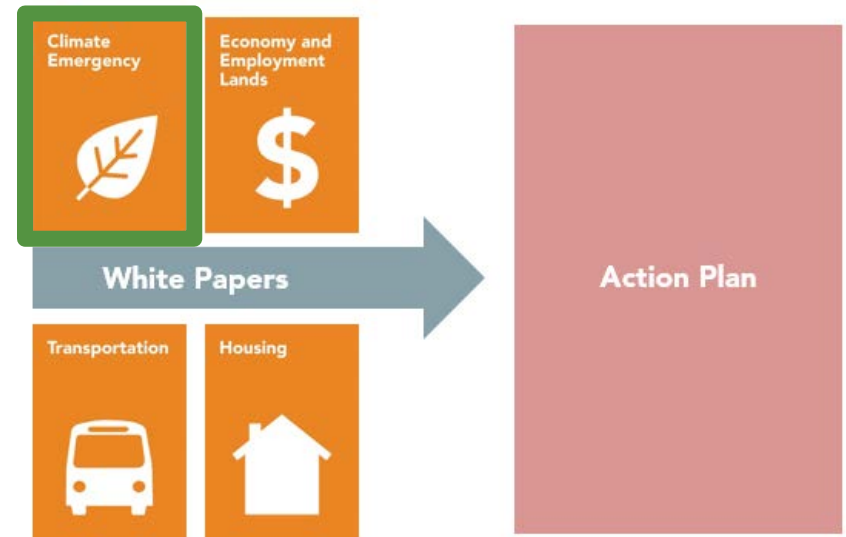 Climate
Emergency
Economy and
Employment
Lands
$
White Papers
Action Plan
Transportation
Housing